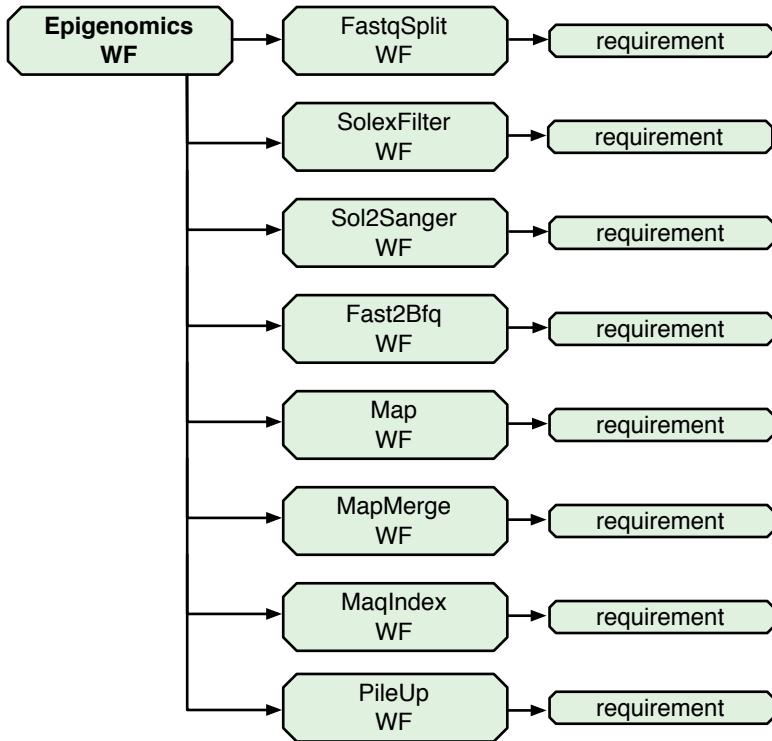 Epigenomics
WF
FastqSplit
WF
requirement
SolexFilter
WF
requirement
Sol2Sanger
WF
requirement
Fast2Bfq
WF
requirement
Map
WF
requirement
MapMerge
WF
requirement
MaqIndex
WF
requirement
PileUp
WF
requirement